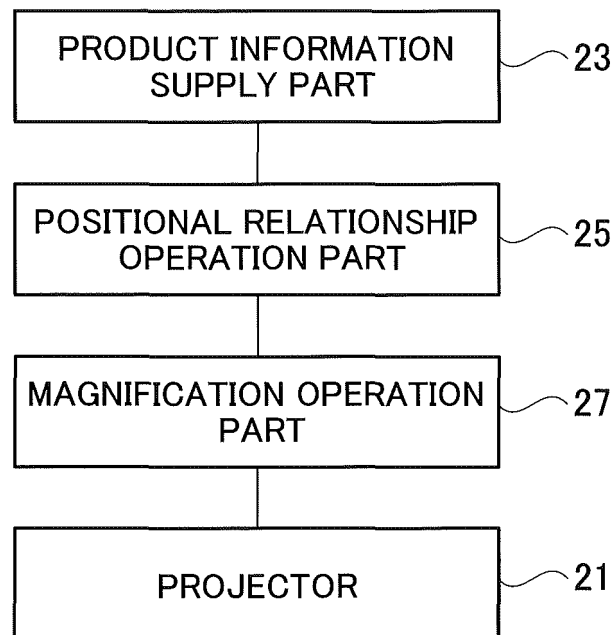 PRODUCT INFORMATION
SUPPLY PART
23
POSITIONAL RELATIONSHIP
OPERATION PART
25
MAGNIFICATION OPERATION
PART
27
PROJECTOR
21